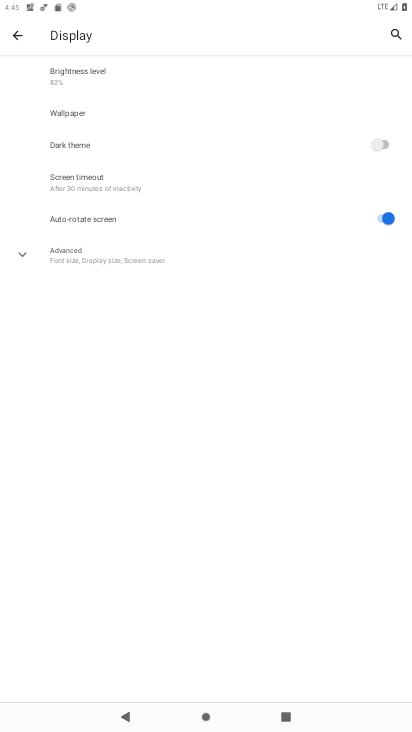 4:45
LTE
Display
Brightness level
82%
Wallpaper
Dark theme
Screen timeout
After 30 minutes of inactivity
Auto-rotate screen
Advanced
Font size, Display size, Screen saver